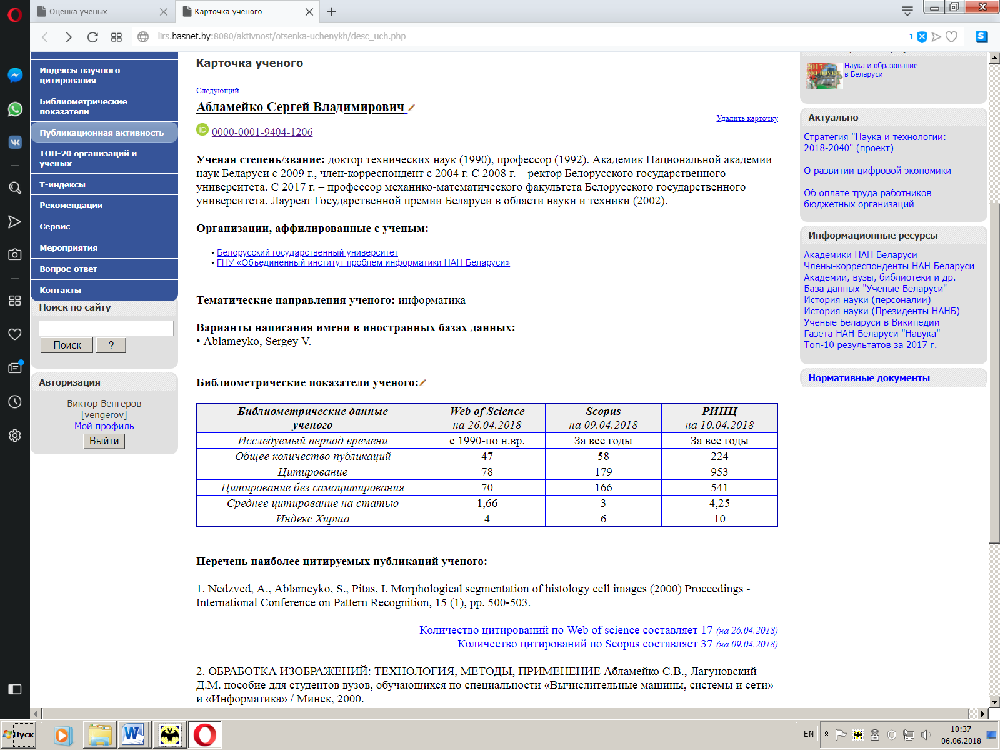 Оценка ученых
Карточка ученого
lirs.basnet.by:8080/aktivnost/otsenka-uchenykh/desc_uch.php
1
Индексы научного
цитирования
Библиометрические
показатели
Публикационная активность
ТОП-20 организаций и
ученых
Т-индексы
Рекомендации
Сервис
Мероприятия
Вопрос-ответ
Контакты
Поиск по сайту
Поиск
?
Авторизация
Виктор Венгеров
[vengerov]
Мой профиль
Выйти
Карточка ученого
Следующий
Абламейко Сергей Владимирович
Удалить карточку
iD 0000-0001-9404-1206
Ученая степень/звание: доктор технических наук (1990), профессор (1992). Академик Национальной академии
наук Беларуси с 2009 г., член-корреспондент с 2004 г. С 2008 г. – ректор Белорусского государственного
университета. С 2017 г. – профессор механико-математического факультета Белорусского государственного
университета. Лауреат Государственной премии Беларуси в области науки и техники (2002).
Организации, аффилированные с ученым:
• Белорусский государственный университет
• ГНУ «Объединенный институт проблем информатики НАН Беларуси»
Тематические направления ученого: информатика
Варианты написания имени в иностранных базах данных:
• Ablameyko, Sergey V.
Библиометрические показатели ученого:
Библиометрические данные ученого Web of Science на 26.04.2018 Scopus на 09.04.2018 РИНЦ на 10.04.2018
Исследуемый период времени с 1990-по н.вр. За все годы За все годы
Общее количество публикаций 47 58 224
Цитирование 78 179 953
Цитирование без самоцитирования 70 166 541
Среднее цитирование на статью 1,66 3 4,25
Индекс Хирша 4 6 10
Перечень наиболее цитируемых публикаций ученого:
1. Nedzved, A., Ablameyko, S., Pitas, I. Morphological segmentation of histology cell images (2000) Proceedings -
International Conference on Pattern Recognition, 15 (1), pp. 500-503.
Количество цитирований по Web of science составляет 17 (на 26.04.2018)
Количество цитирований по Scopus составляет 37 (на 09.04.2018)
2. ОБРАБОТКА ИЗОБРАЖЕНИЙ: ТЕХНОЛОГИЯ, МЕТОДЫ, ПРИМЕНЕНИЕ Абламейко С.В., Лагуновский
Д.М. пособие для студентов вузов, обучающихся по специальности «Вычислительные машины, системы и сети»
и «Информатика» / Минск, 2000.
2017
Наука и образование
в Беларуси
Актуально
Стратегия "Наука и технологии:
2018-2040" (проект)
О развитии цифровой экономики
Об оплате труда работников
бюджетных организаций
Информационные ресурсы
Академики НАН Беларуси
Члены-корреспонденты НАН Беларуси
Академии, вузы, библиотеки и др.
База данных "Ученые Беларуси"
История науки (персоналии)
История науки (Президенты НАНБ)
Ученые Беларуси в Википедии
Газета НАН Беларуси "Навука"
Топ-10 результатов за 2017 г.
Нормативные документы
Пуск
EN
10:37
06.06.2018